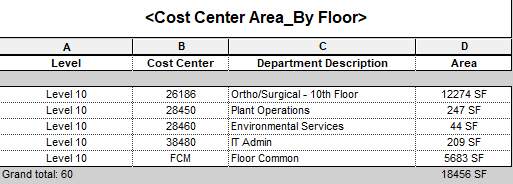 <Cost Center Area_By Floor>
A B C D
Level Cost Center Department Description Area
Level 10 26186 Ortho/Surgical - 10th Floor 12274 SF
Level 10 28450 Plant Operations 247 SF
Level 10 28460 Environmental Services 44 SF
Level 10 38480 IT Admin 209 SF
Level 10 FCM Floor Common 5683 SF
Grand total: 60 18456 SF